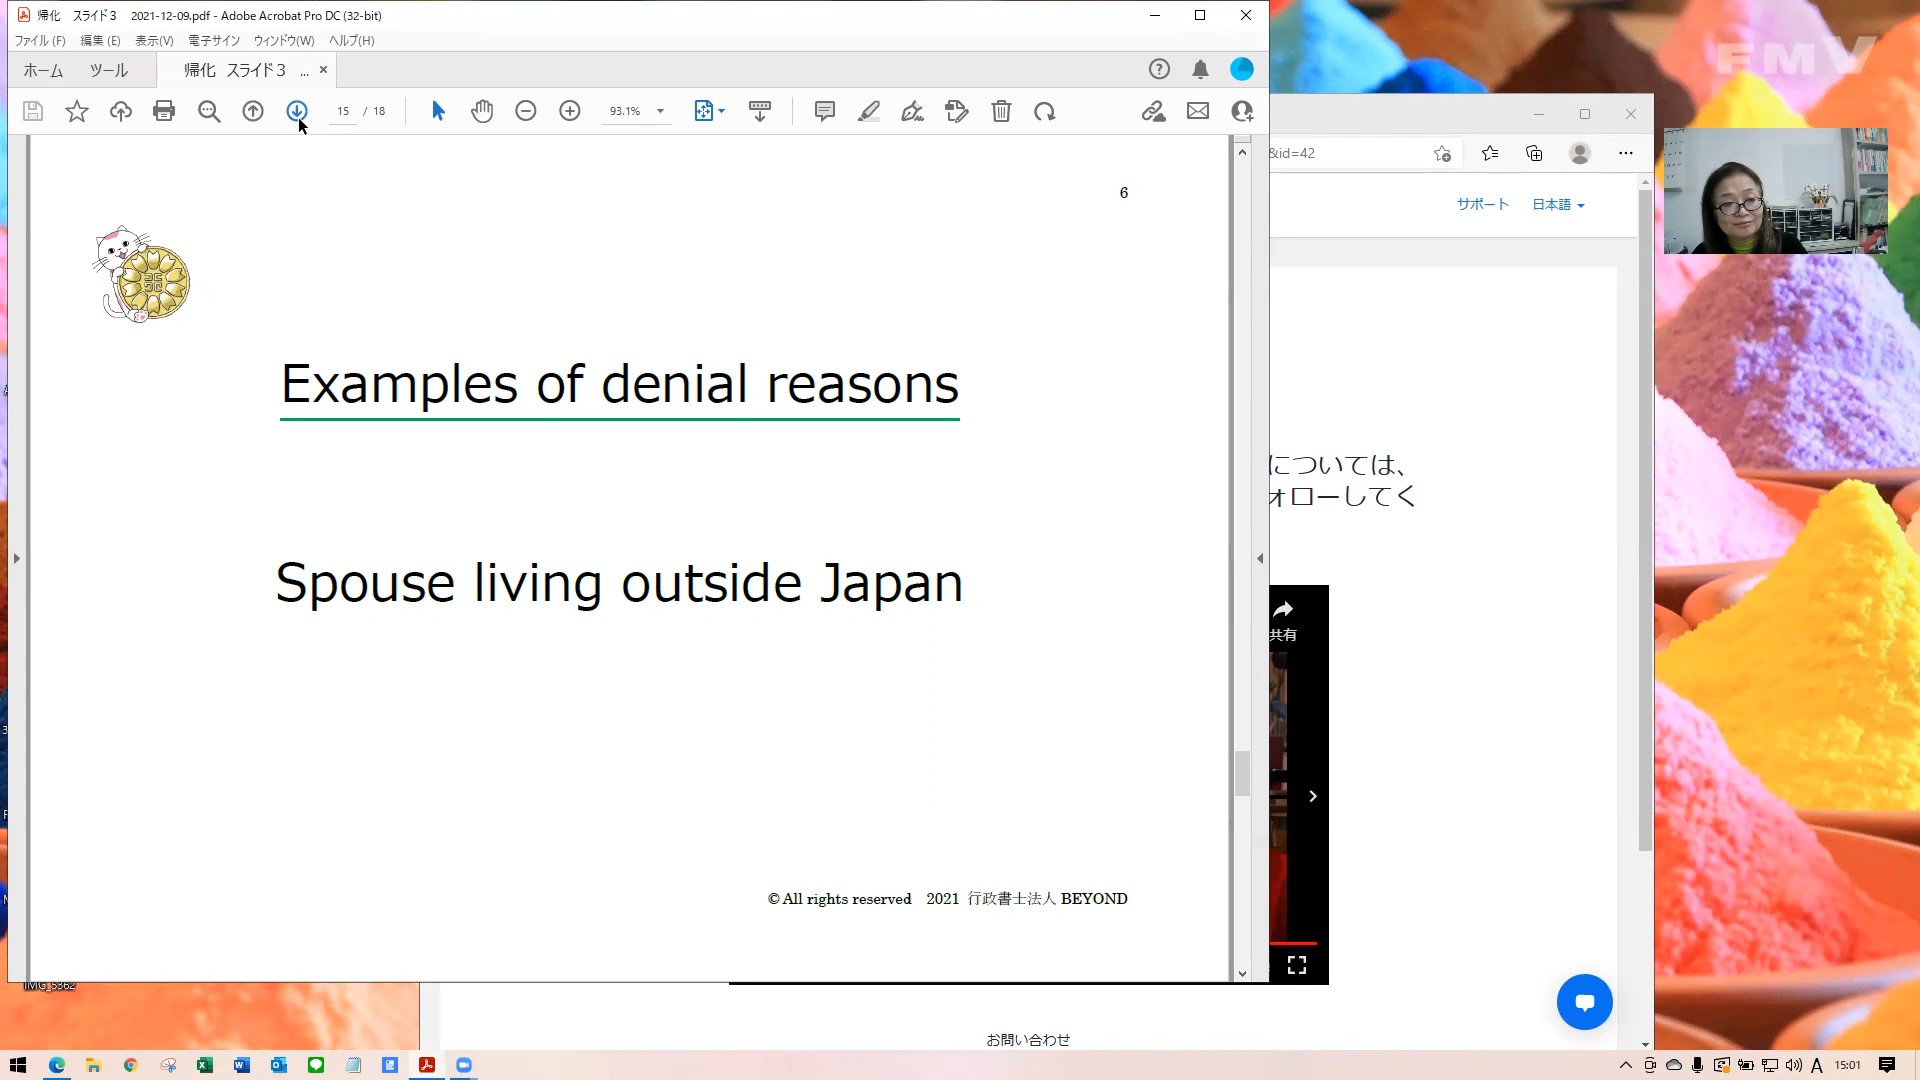 帰化　スライド３　2021-12-09.pdf - Adobe Acrobat Pro DC (32-bit)
ファイル(F) 編集(E) 表示(V) 電子サイン ウィンドウ(W) ヘルプ(H)
ホーム ツール 帰化　スライド３ ... ×
15 / 18 93.1%
FMV
&id=42
サポート 日本語
6
Examples of denial reasons
Spouse living outside Japan
については、
ォローしてく
共有
© All rights reserved 2021 行政書士法人 BEYOND
IMG_5362
お問い合わせ
A 15:01